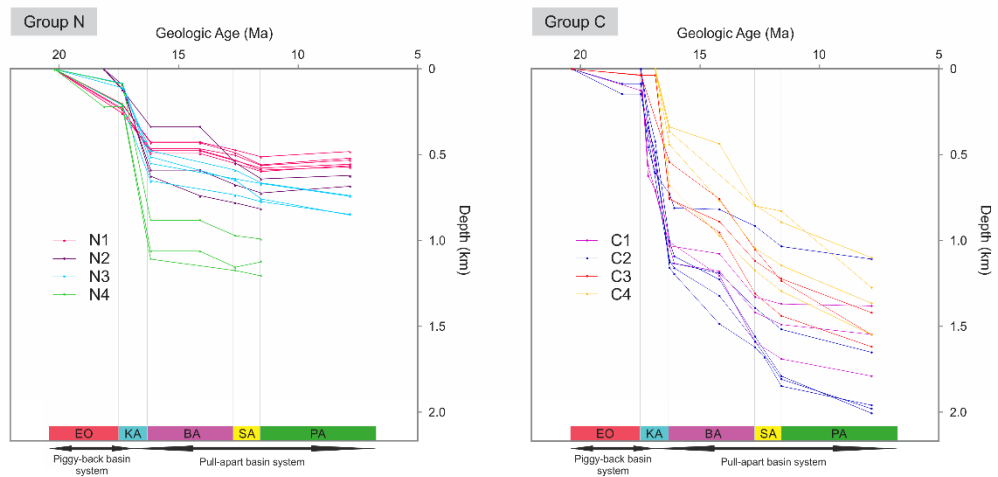 Group N
Geologic Age (Ma)
20 15 10 5
0
0.5
1.0
1.5
2.0
Depth (km)
N1
N2
N3
N4
EO KA BA SA PA
Piggy-back basin
system
Pull-apart basin system
Group C
Geologic Age (Ma)
20 15 10 5
0
0.5
1.0
1.5
2.0
Depth (km)
C1
C2
C3
C4
EO KA BA SA PA
Piggy-back basin
system
Pull-apart basin system